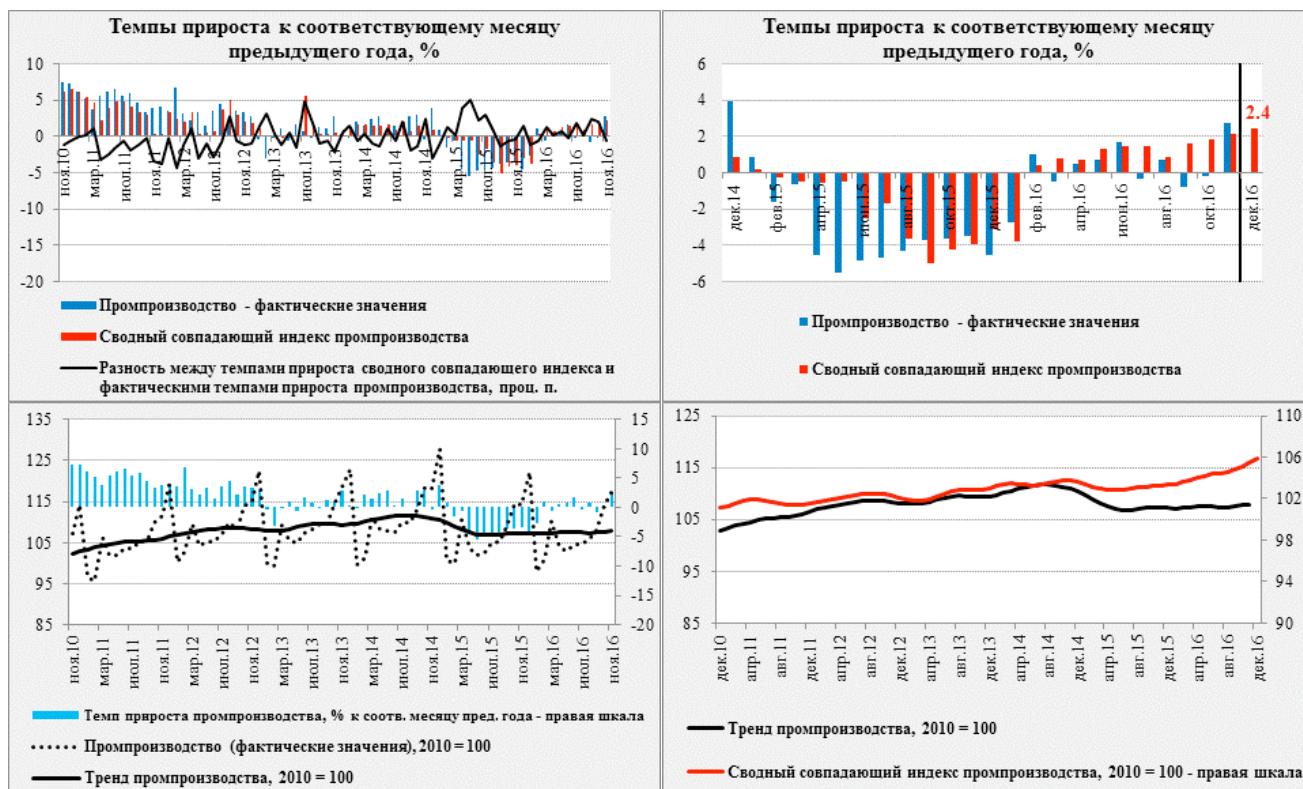 Темпы прироста к соответствующему месяцу
предыдущего года, %
10
5
0
-5
-10
-15
-20
ноя.10
мар.11
июл.11
ноя.11
мар.12
июл.12
ноя.12
мар.13
июл.13
ноя.13
мар.14
июл.14
ноя.14
мар.15
июл.15
ноя.15
мар.16
июл.16
ноя.16
Промпроизводство - фактические значения
Сводный совпадающий индекс промпроизводства
Разность между темпами прироста сводного совпадающего индекса и
фактическими темпами прироста промпроизводства, проц. п.
Темпы прироста к соответствующему месяцу
предыдущего года, %
6
4
2
0
-2
-4
-6
2.4
дек.14
фев.15
апр.15
июн.15
авг.15
окт.15
дек.15
фев.16
апр.16
июн.16
авг.16
окт.16
дек.16
Промпроизводство - фактические значения
Сводный совпадающий индекс промпроизводства
135
125
115
105
95
85
15
10
5
0
-5
-10
-15
-20
ноя.10
мар.11
июл.11
ноя.11
мар.12
июл.12
ноя.12
мар.13
июл.13
ноя.13
мар.14
июл.14
ноя.14
мар.15
июл.15
ноя.15
мар.16
июл.16
ноя.16
Темп прироста промпроизводства, % к соотв. месяцу пред. года - правая шкала
Промпроизводство (фактические значения), 2010 = 100
Тренд промпроизводства, 2010 = 100
125
115
105
95
85
110
106
102
98
94
90
дек.10
апр.11
авг.11
дек.11
апр.12
авг.12
дек.12
апр.13
авг.13
дек.13
апр.14
авг.14
дек.14
апр.15
авг.15
дек.15
апр.16
авг.16
дек.16
Тренд промпроизводства, 2010 = 100
Сводный совпадающий индекс промпроизводства, 2010 = 100 - правая шкала